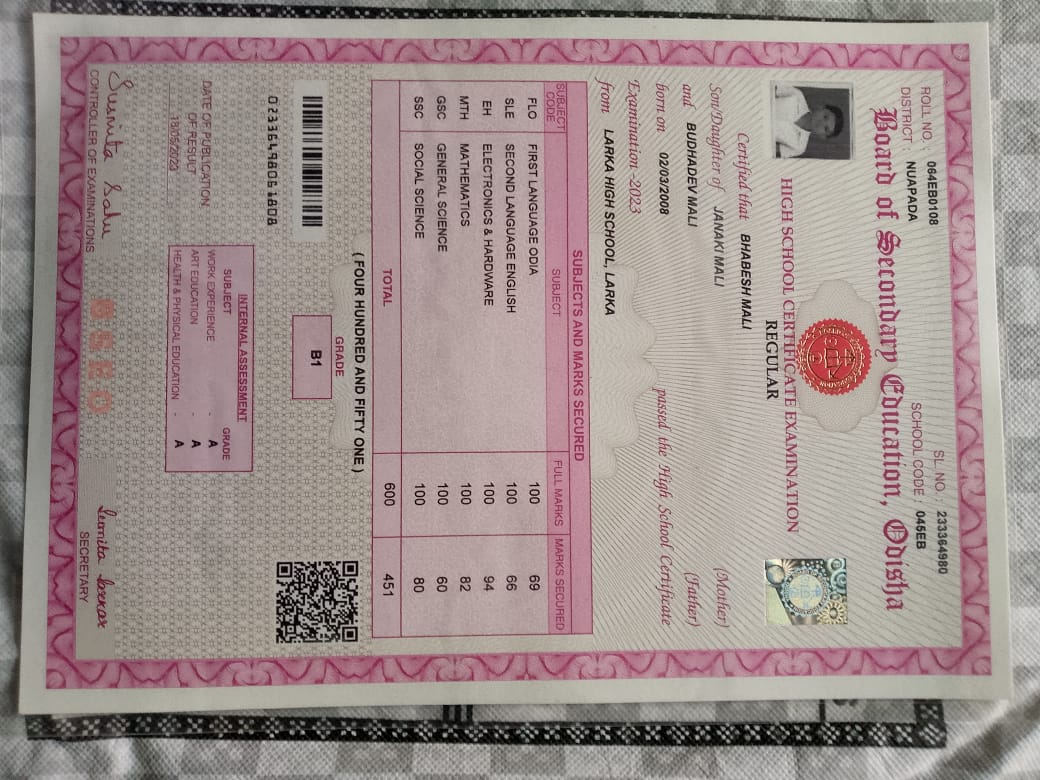 ROLL NO. : 064EB0108 SL. NO. : 233364980
DISTRICT : NUAPADA SCHOOL CODE : 045EB
Board of Secondary Education, Odisha
HIGH SCHOOL CERTIFICATE EXAMINATION
REGULAR
Certified that BHABESH MALI
Son/Daughter of JANAKI MALI (Mother)
and BUDHADEV MALI (Father)
born on 02/03/2008 passed the High School Certificate
Examination -2023
from LARKA HIGH SCHOOL, LARKA
SUBJECTS AND MARKS SECURED
SUBJECT CODE SUBJECT FULL MARKS MARKS SECURED
FLO FIRST LANGUAGE ODIA 100 69
SLE SECOND LANGUAGE ENGLISH 100 66
EH ELECTRONICS & HARDWARE 100 94
MTH MATHEMATICS 100 82
GSC GENERAL SCIENCE 100 60
SSC SOCIAL SCIENCE 100 80
TOTAL 600 451
( FOUR HUNDRED AND FIFTY ONE )
GRADE
B1
02336498061808
INTERNAL ASSESSMENT
SUBJECT GRADE
WORK EXPERIENCE - A
ART EDUCATION - A
HEALTH & PHYSICAL EDUCATION - A
DATE OF PUBLICATION
OF RESULT
19/05/2023
Sunita Sahu
CONTROLLER OF EXAMINATIONS
SECRETARY